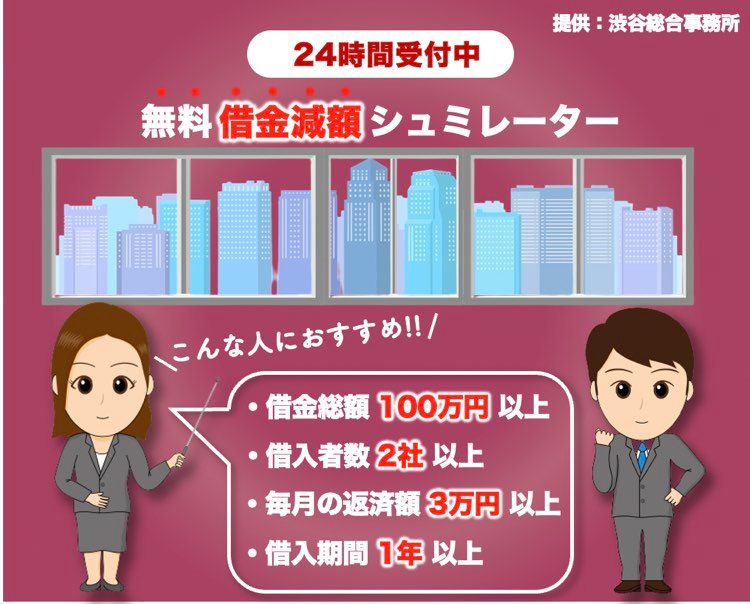 提供：渋谷総合事務所
24時間受付中
無料借金減額シュミレーター
こんな人におすすめ!!
・借金総額 100万円 以上
・借入者数 2社 以上
・毎月の返済額 3万円 以上
・借入期間 1年 以上